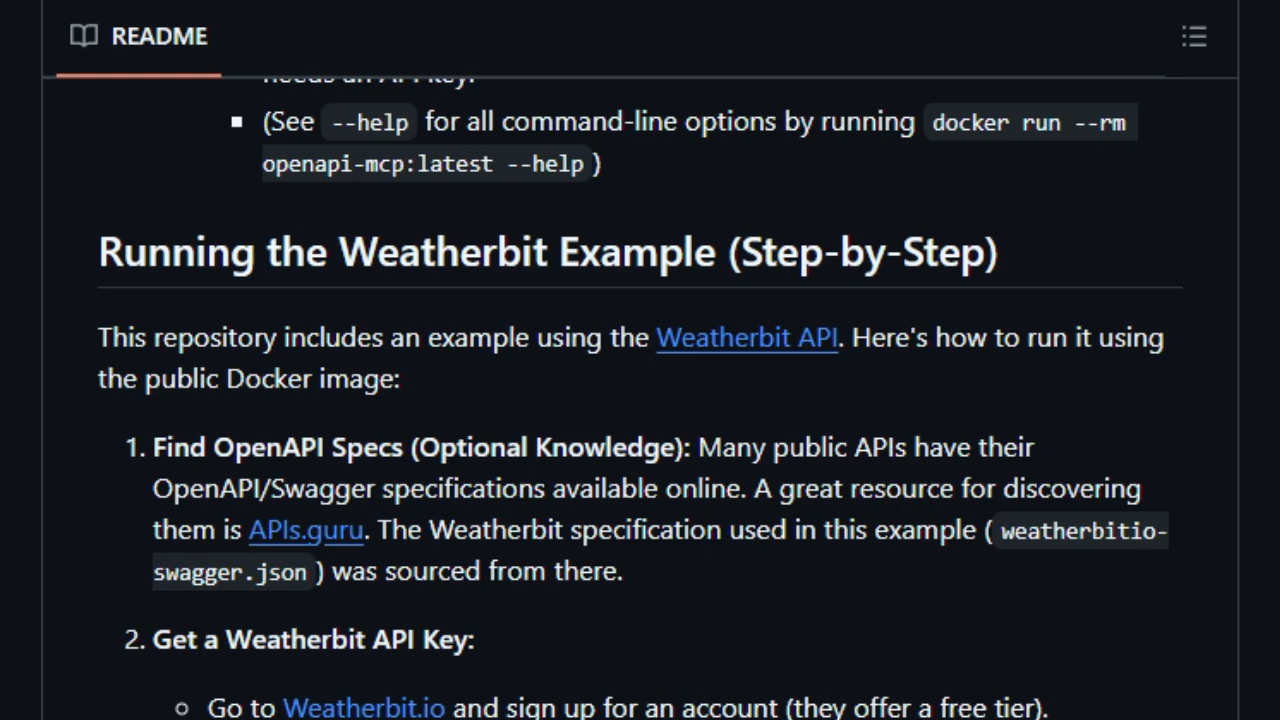 README
needs an API key.
(See --help for all command-line options by running docker run --rm
openapi-mcp:latest --help )
Running the Weatherbit Example (Step-by-Step)
This repository includes an example using the Weatherbit API. Here's how to run it using
the public Docker image:
1. Find OpenAPI Specs (Optional Knowledge): Many public APIs have their
OpenAPI/Swagger specifications available online. A great resource for discovering
them is APIs.guru. The Weatherbit specification used in this example ( weatherbitio-
swagger.json ) was sourced from there.
2. Get a Weatherbit API Key:
Go to Weatherbit.io and sign up for an account (they offer a free tier).